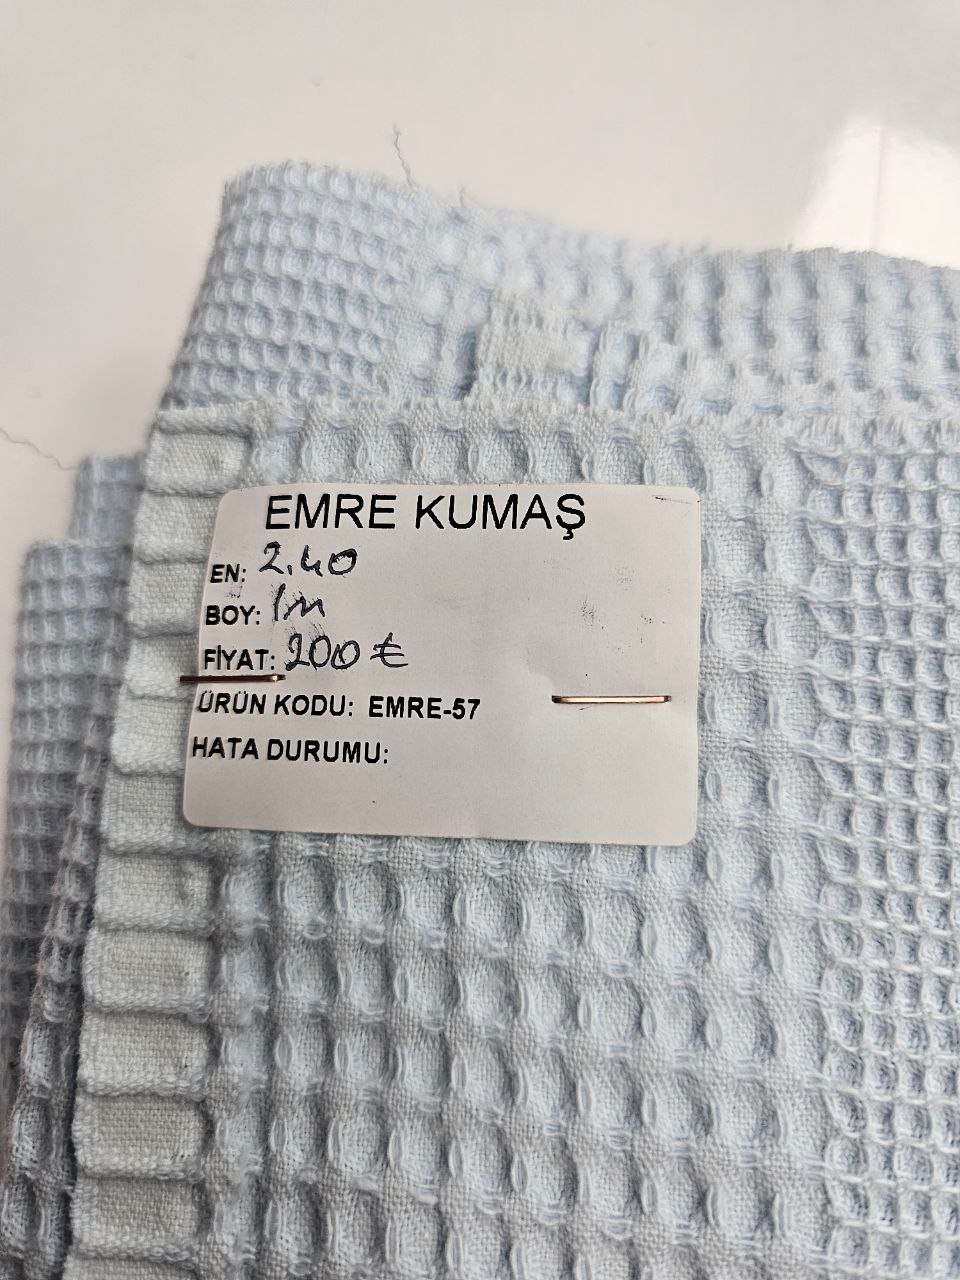 EMRE KUMAŞ
EN: 2.40
BOY: 1m
FİYAT: 200 ₺
ÜRÜN KODU: EMRE-57
HATA DURUMU: